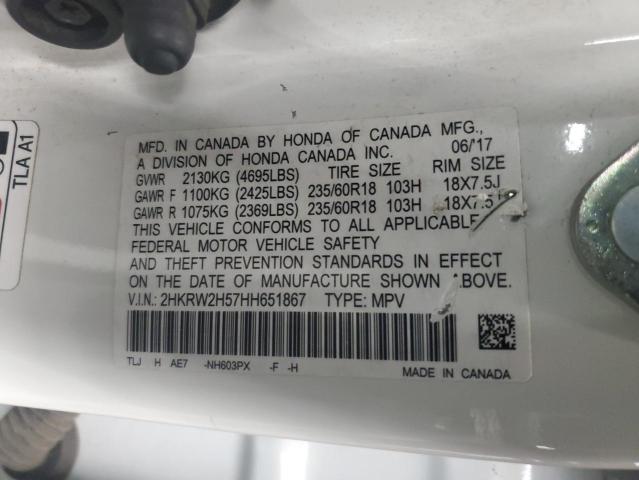 MFD. IN CANADA BY HONDA OF CANADA MFG.,
A DIVISION OF HONDA CANADA INC. 06/'17
GVWR 2130KG (4695LBS) TIRE SIZE RIM SIZE
GAWR F 1100KG (2425LBS) 235/60R18 103H 18X7.5J
GAWR R 1075KG (2369LBS) 235/60R18 103H 18X7.5
THIS VEHICLE CONFORMS TO ALL APPLICABLE
FEDERAL MOTOR VEHICLE SAFETY
AND THEFT PREVENTION STANDARDS IN EFFECT
ON THE DATE OF MANUFACTURE SHOWN ABOVE.
V.I.N.: 2HKRW2H57HH651867 TYPE: MPV
TLJ H AE7 -NH603PX -F -H
MADE IN CANADA
TLA A1